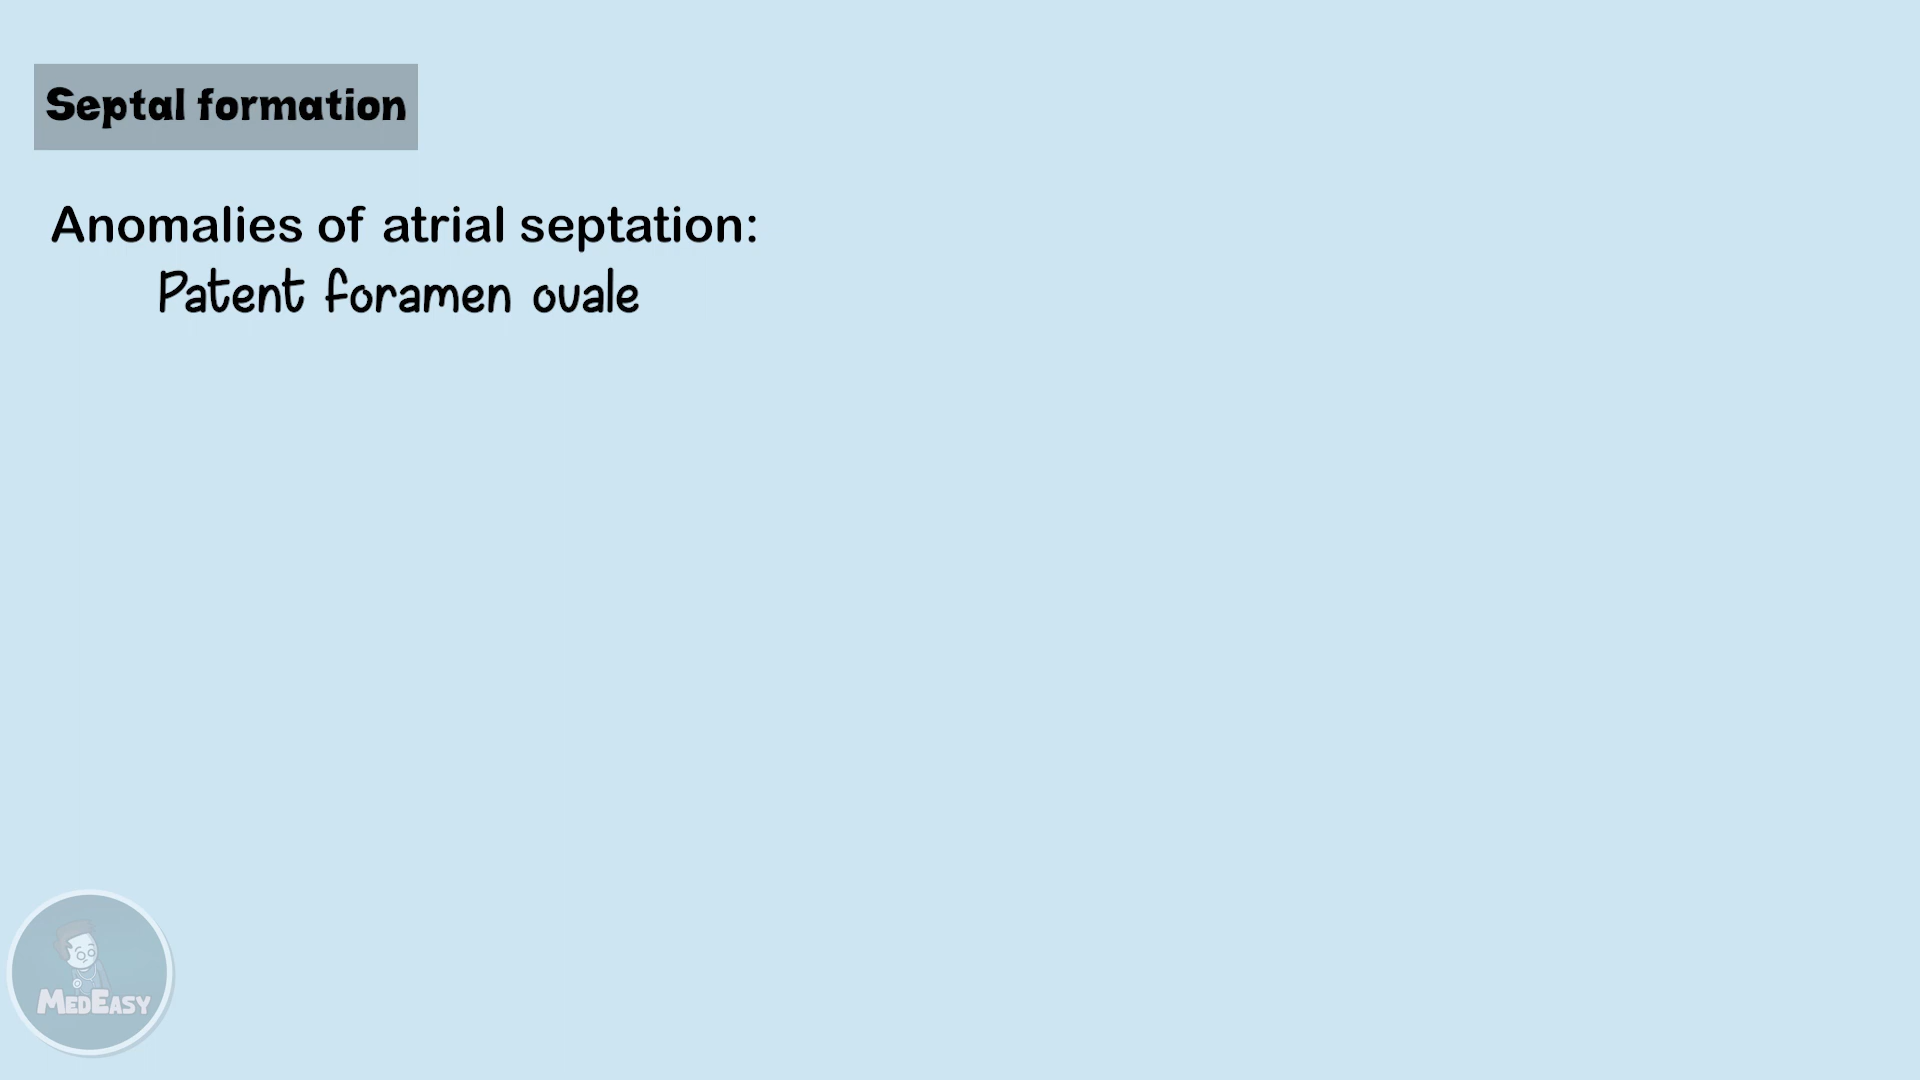 Septal formation
Anomalies of atrial septation:
Patent foramen ovale
MEDEASY